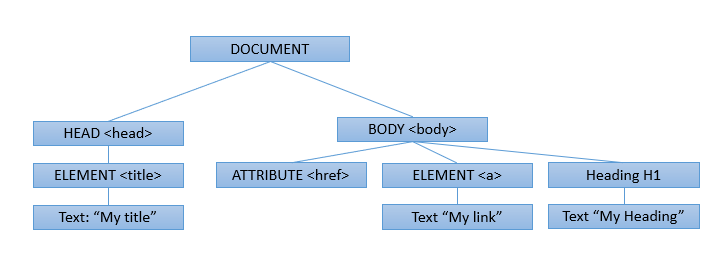 DOCUMENT
HEAD <head>
BODY <body>
ELEMENT <title>
ATTRIBUTE <href>
ELEMENT <a>
Heading H1
Text: “My title”
Text “My link”
Text “My Heading”